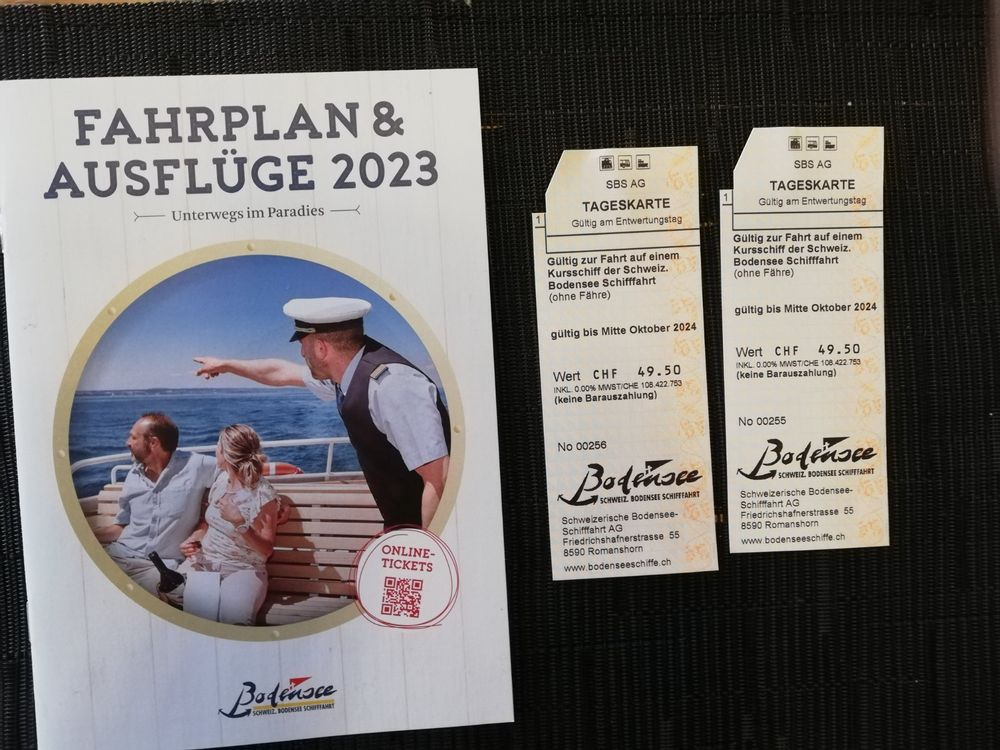 FAHRPLAN &
AUSFLÜGE 2023
Unterwegs im Paradies
ONLINE-
TICKETS
Bodensee
SCHWEIZ. BODENSEE SCHIFFFAHRT
SBS AG
TAGESKARTE
1
Gültig am Entwertungstag
Gültig zur Fahrt auf einem
Kursschiff der Schweiz.
Bodensee Schifffahrt
(ohne Fähre)
gültig bis Mitte Oktober 2024
Wert CHF 49.50
INKL. 0.00% MWST/CHE 108.422.753
(keine Barauszahlung)
No 00256
Bodensee
SCHWEIZ. BODENSEE SCHIFFFAHRT
Schweizerische Bodensee-
Schifffahrt AG
Friedrichshafnerstrasse 55
8590 Romanshorn
www.bodenseeschiffe.ch
SBS AG
TAGESKARTE
1
Gültig am Entwertungstag
Gültig zur Fahrt auf einem
Kursschiff der Schweiz.
Bodensee Schifffahrt
(ohne Fähre)
gültig bis Mitte Oktober 2024
Wert CHF 49.50
INKL. 0.00% MWST/CHE 108.422.753
(keine Barauszahlung)
No 00255
Bodensee
SCHWEIZ. BODENSEE SCHIFFFAHRT
Schweizerische Bodensee-
Schifffahrt AG
Friedrichshafnerstrasse 55
8590 Romanshorn
www.bodenseeschiffe.ch